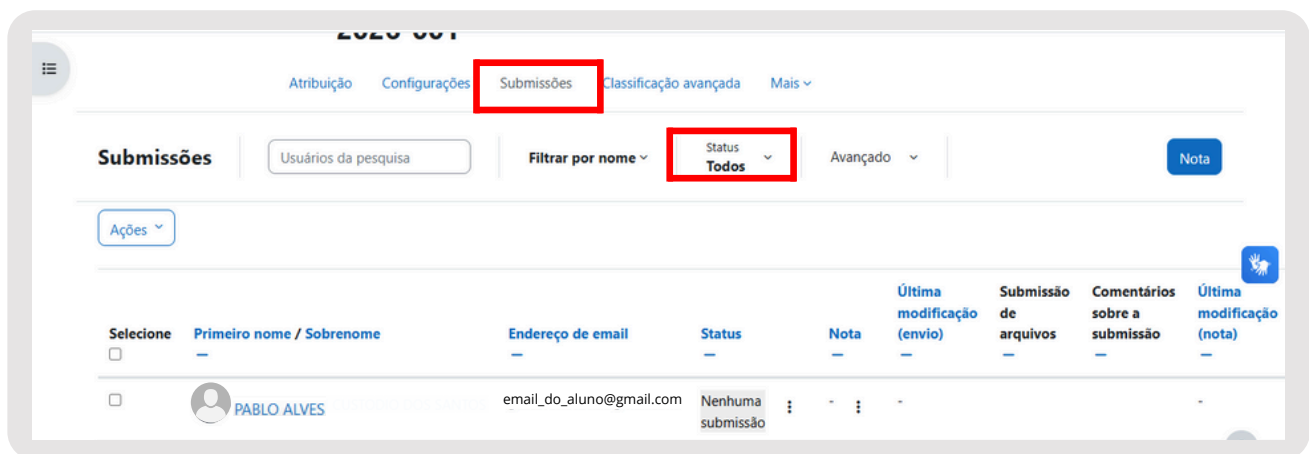 Atribuição Configurações Submissões Classificação avançada Mais
Submissões Usuários da pesquisa Filtrar por nome Status Todos Avançado Nota
Ações
Selecione Primeiro nome / Sobrenome Endereço de email Status Nota Última modificação (envio) Submissão de arquivos Comentários sobre a submissão Última modificação (nota)
PABLO ALVES email_do_aluno@gmail.com Nenhuma submissão - - -